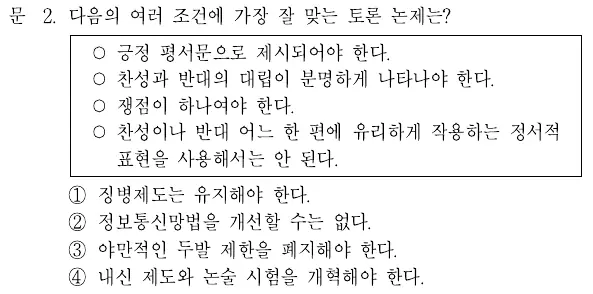 문 2. 다음의 여러 조건에 가장 잘 맞는 토론 논제는?
○ 긍정 평서문으로 제시되어야 한다.
○ 찬성과 반대의 대립이 분명하게 나타나야 한다.
○ 쟁점이 하나여야 한다.
○ 찬성이나 반대 어느 한 편에 유리하게 작용하는 정서적
표현을 사용해서는 안 된다.
① 징병제도는 유지해야 한다.
② 정보통신망법을 개선할 수는 없다.
③ 야만적인 두발 제한을 폐지해야 한다.
④ 내신 제도와 논술 시험을 개혁해야 한다.